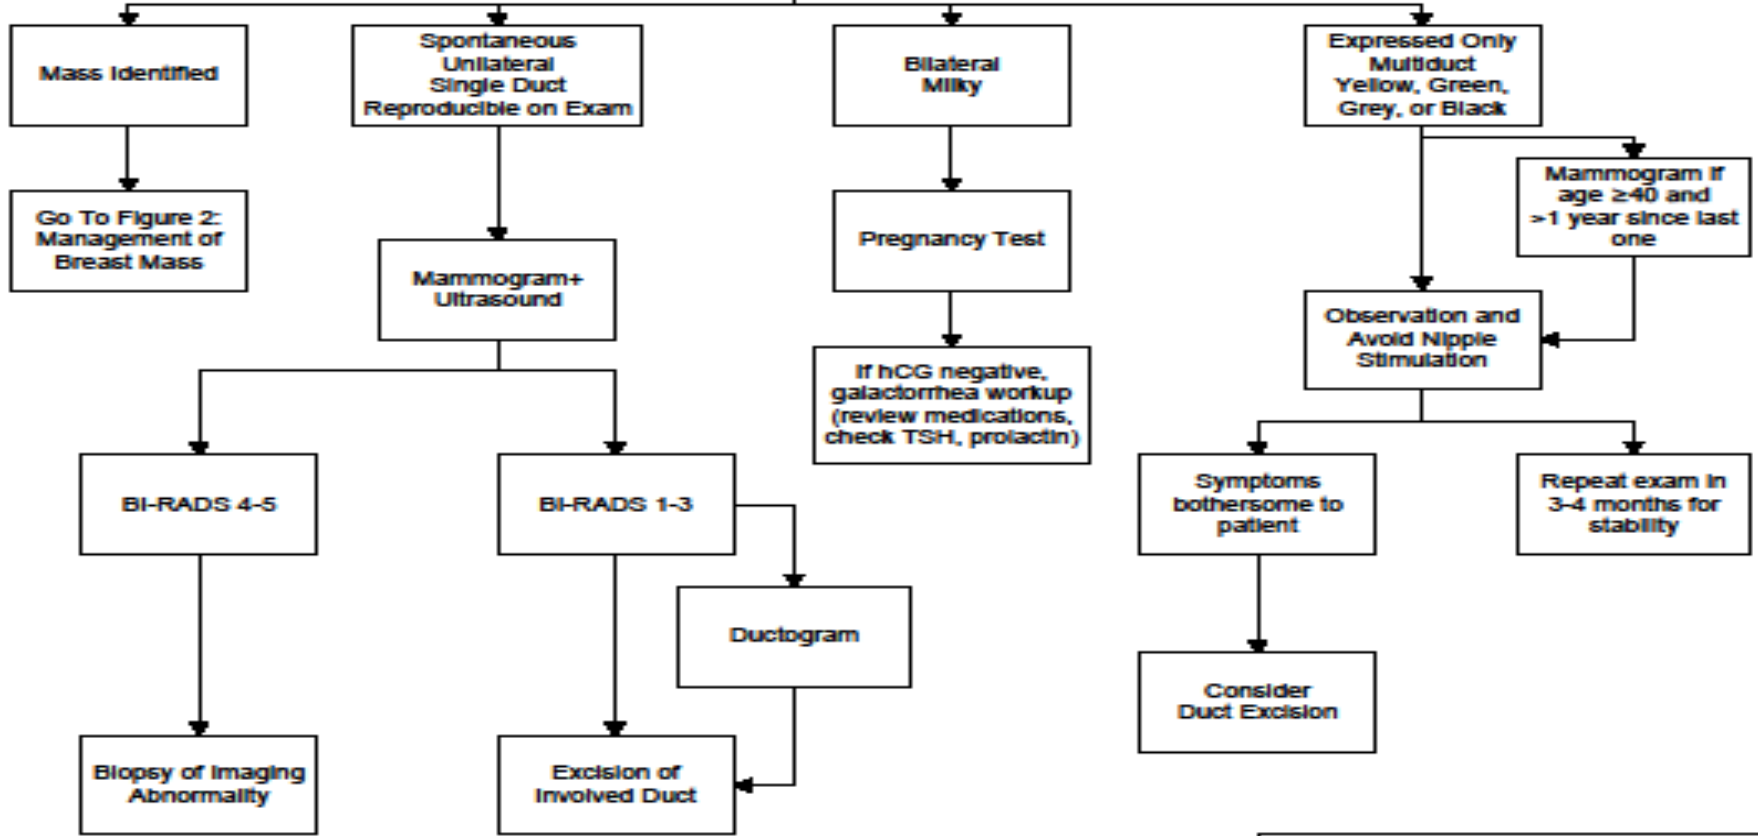 Mass Identified
Spontaneous
Unilateral
Single Duct
Reproducible on Exam
Bilateral
Milky
Expressed Only
Multiduct
Yellow, Green,
Grey, or Black
Go To Figure 2:
Management of
Breast Mass
Mammogram+
Ultrasound
Pregnancy Test
Mammogram if
age ≥40 and
>1 year since last
one
If hCG negative,
galactorrhea workup
(review medications,
check TSH, prolactin)
Observation and
Avoid Nipple
Stimulation
BI-RADS 4-5
BI-RADS 1-3
Symptoms
bothersome to
patient
Repeat exam in
3-4 months for
stability
Ductogram
Consider
Duct Excision
Biopsy of Imaging
Abnormality
Excision of
Involved Duct